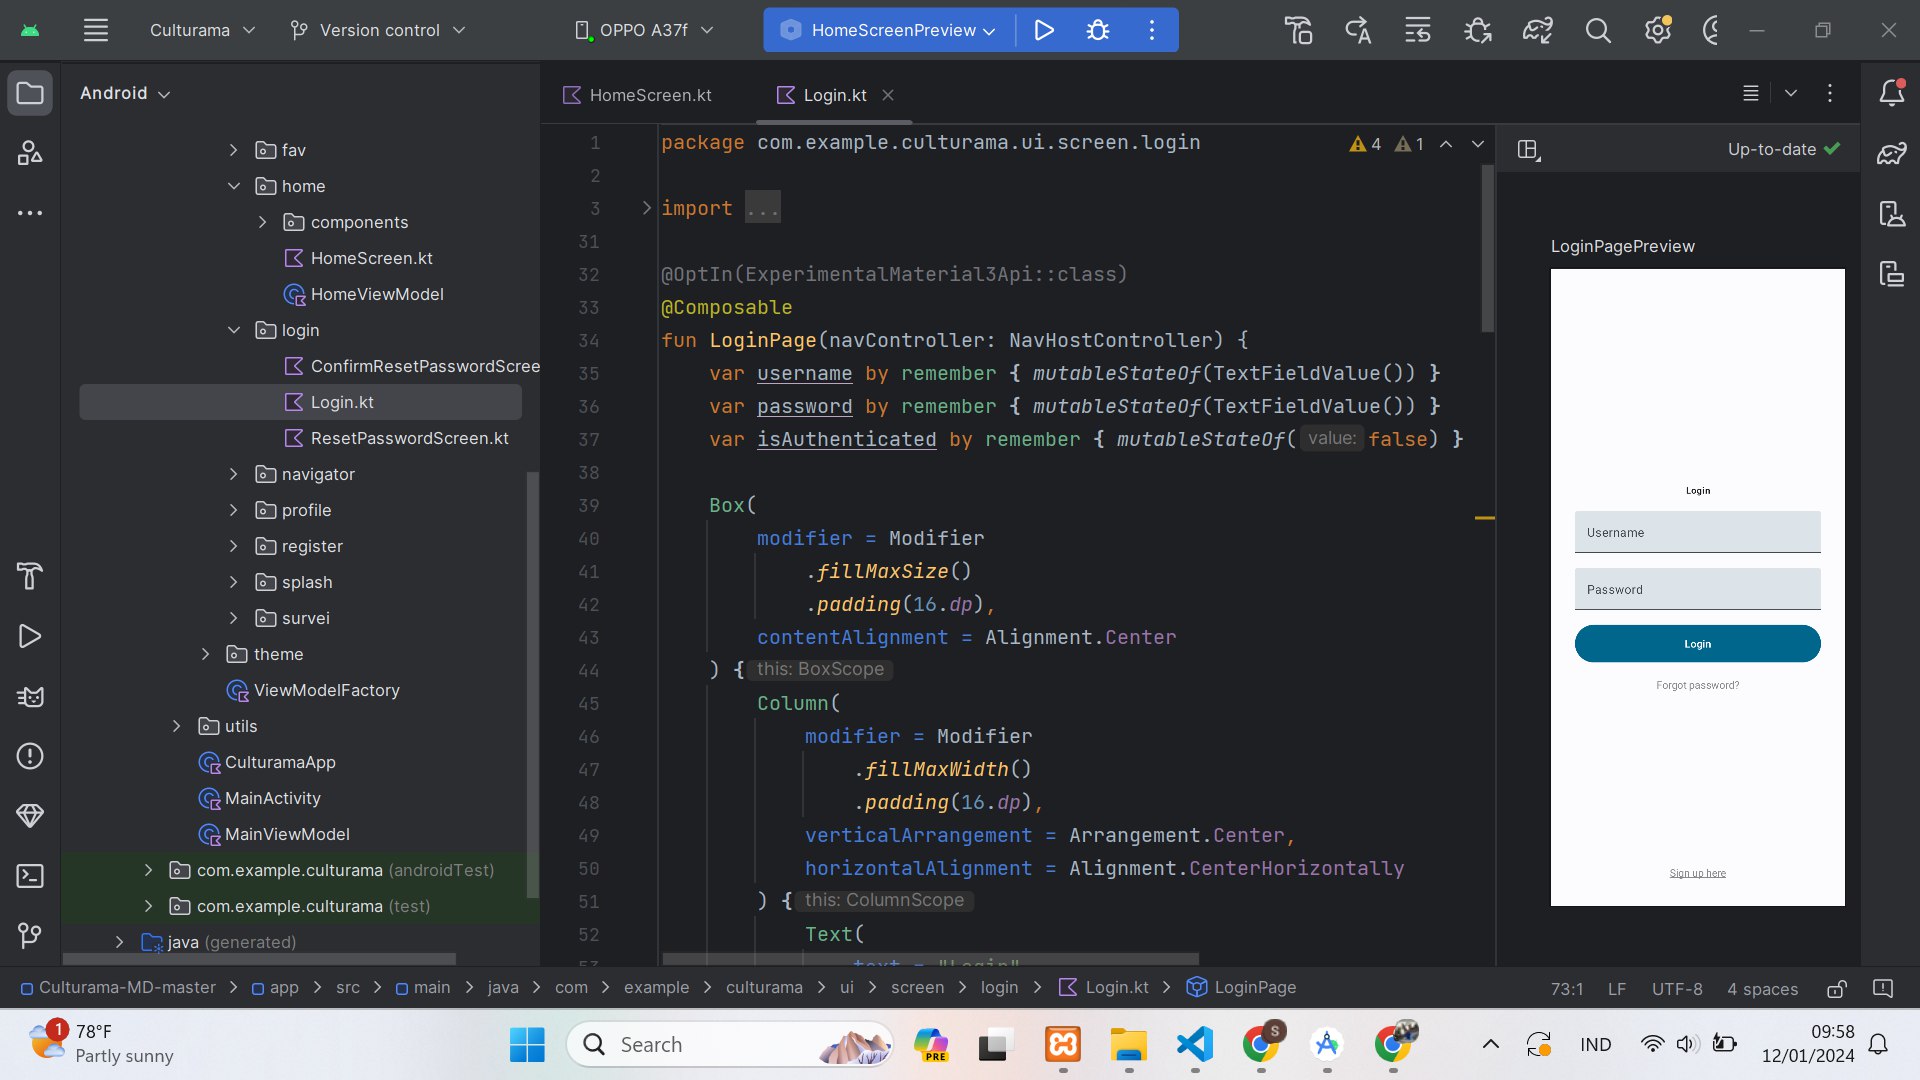 Culturama
Version control
OPPO A37f
HomeScreenPreview
Android
HomeScreen.kt
Login.kt
fav
home
components
HomeScreen.kt
HomeViewModel
login
ConfirmResetPasswordScree
Login.kt
ResetPasswordScreen.kt
navigator
profile
register
splash
survei
theme
ViewModelFactory
utils
CulturamaApp
MainActivity
MainViewModel
com.example.culturama (androidTest)
com.example.culturama (test)
java (generated)
1 package com.example.culturama.ui.screen.login
4 1
2
3 import ...
31
32 @OptIn(ExperimentalMaterial3Api::class)
33 @Composable
34 fun LoginPage(navController: NavHostController) {
35 var username by remember { mutableStateOf(TextFieldValue()) }
36 var password by remember { mutableStateOf(TextFieldValue()) }
37 var isAuthenticated by remember { mutableStateOf( value: false) }
38
39 Box(
40 modifier = Modifier
41 .fillMaxSize()
42 .padding(16.dp),
43 contentAlignment = Alignment.Center
44 ) { this: BoxScope
45 Column(
46 modifier = Modifier
47 .fillMaxWidth()
48 .padding(16.dp),
49 verticalArrangement = Arrangement.Center,
50 horizontalAlignment = Alignment.CenterHorizontally
51 ) { this: ColumnScope
52 Text(
53 text = "Login"
Up-to-date
LoginPagePreview
Login
Username
Password
Login
Forgot password?
Sign up here
Culturama-MD-master > app > src > main > java > com > example > culturama > ui > screen > login > Login.kt > LoginPage
73:1 LF UTF-8 4 spaces
1
78°F
Partly sunny
Search
PRE
S
IND
09:58
12/01/2024